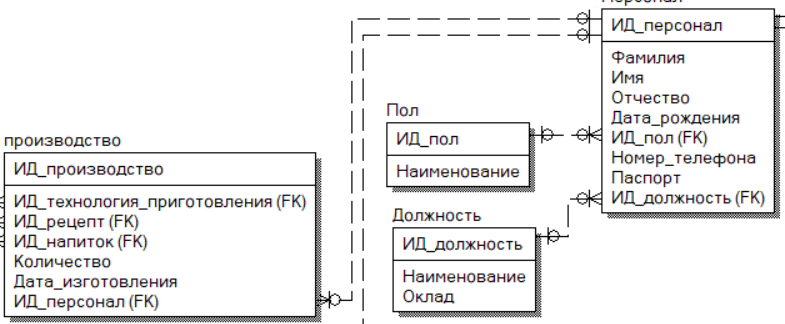 Персонал
ИД_персонал
Фамилия
Имя
Отчество
Дата_рождения
ИД_пол (FK)
Номер_телефона
Паспорт
ИД_должность (FK)
Пол
ИД_пол
Наименование
производство
ИД_производство
ИД_технология_приготовления (FK)
ИД_рецепт (FK)
ИД_напиток (FK)
Количество
Дата_изготовления
ИД_персонал (FK)
Должность
ИД_должность
Наименование
Оклад